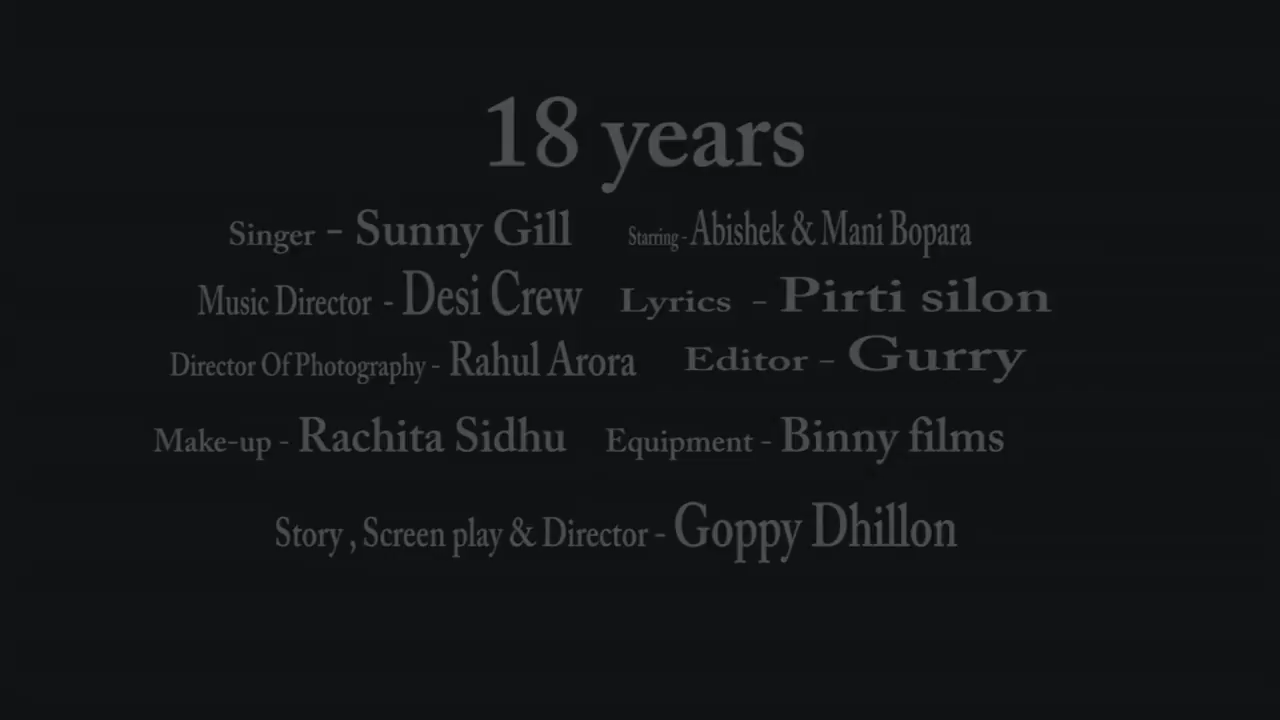 18 years
Singer - Sunny Gill Starring - Abishek & Mani Bopara
Music Director - Desi Crew Lyrics - Pirti silon
Director Of Photography - Rahul Arora Editor - Gurry
Make-up - Rachita Sidhu Equipment - Binny films
Story , Screen play & Director - Goppy Dhillon